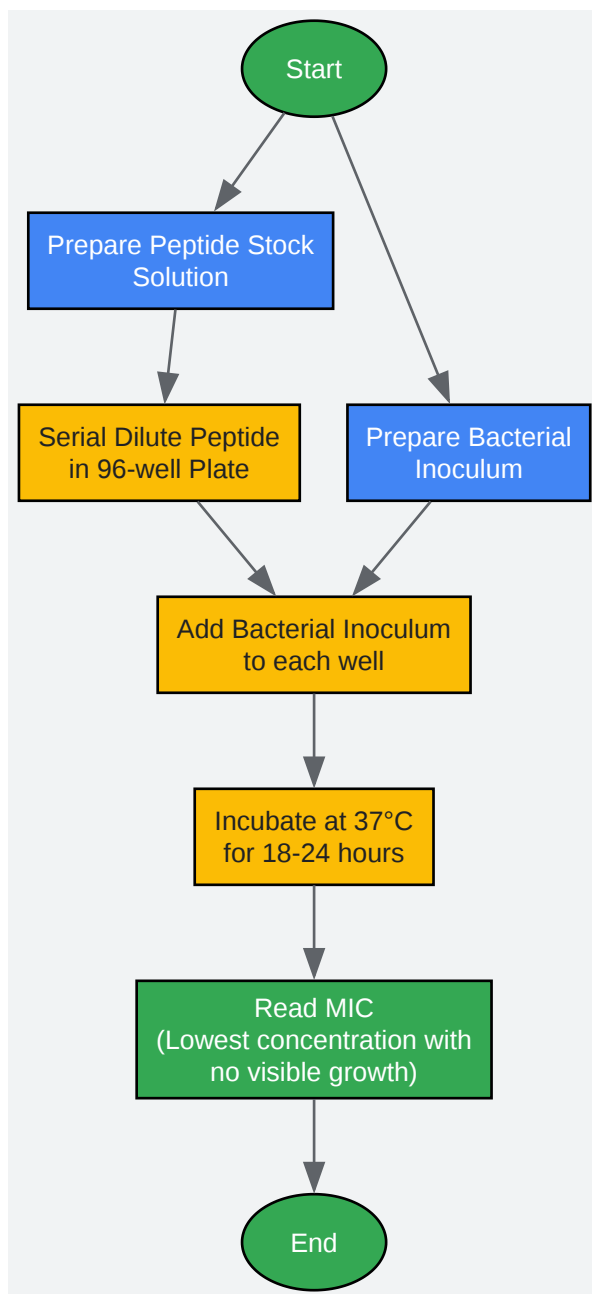 Start
Prepare Peptide Stock
Solution
Serial Dilute Peptide
in 96-well Plate
Prepare Bacterial
Inoculum
Add Bacterial Inoculum
to each well
Incubate at 37°C
for 18-24 hours
Read MIC
(Lowest concentration with
no visible growth)
End